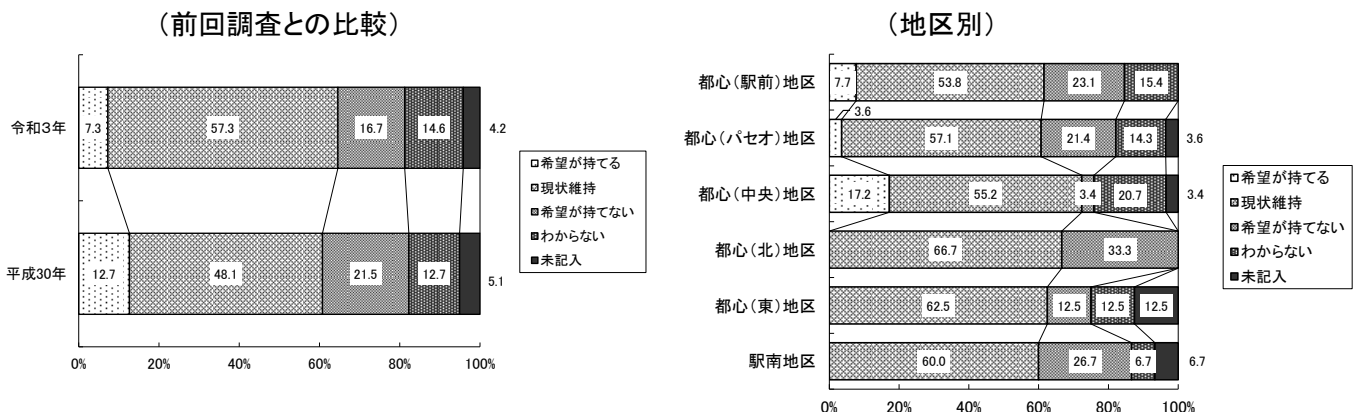 (前回調査との比較)
令和3年
7.3
57.3
16.7
14.6
4.2
平成30年
12.7
48.1
21.5
12.7
5.1
0%
20%
40%
60%
80%
100%
希望が持てる
現状維持
希望が持てない
わからない
未記入
(地区別)
都心(駅前)地区
7.7
53.8
23.1
15.4
都心(パセオ)地区
3.6
57.1
21.4
14.3
3.6
都心(中央)地区
17.2
55.2
3.4
20.7
3.4
都心(北)地区
66.7
33.3
都心(東)地区
62.5
12.5
12.5
12.5
駅南地区
60.0
26.7
6.7
6.7
0%
20%
40%
60%
80%
100%
希望が持てる
現状維持
希望が持てない
わからない
未記入